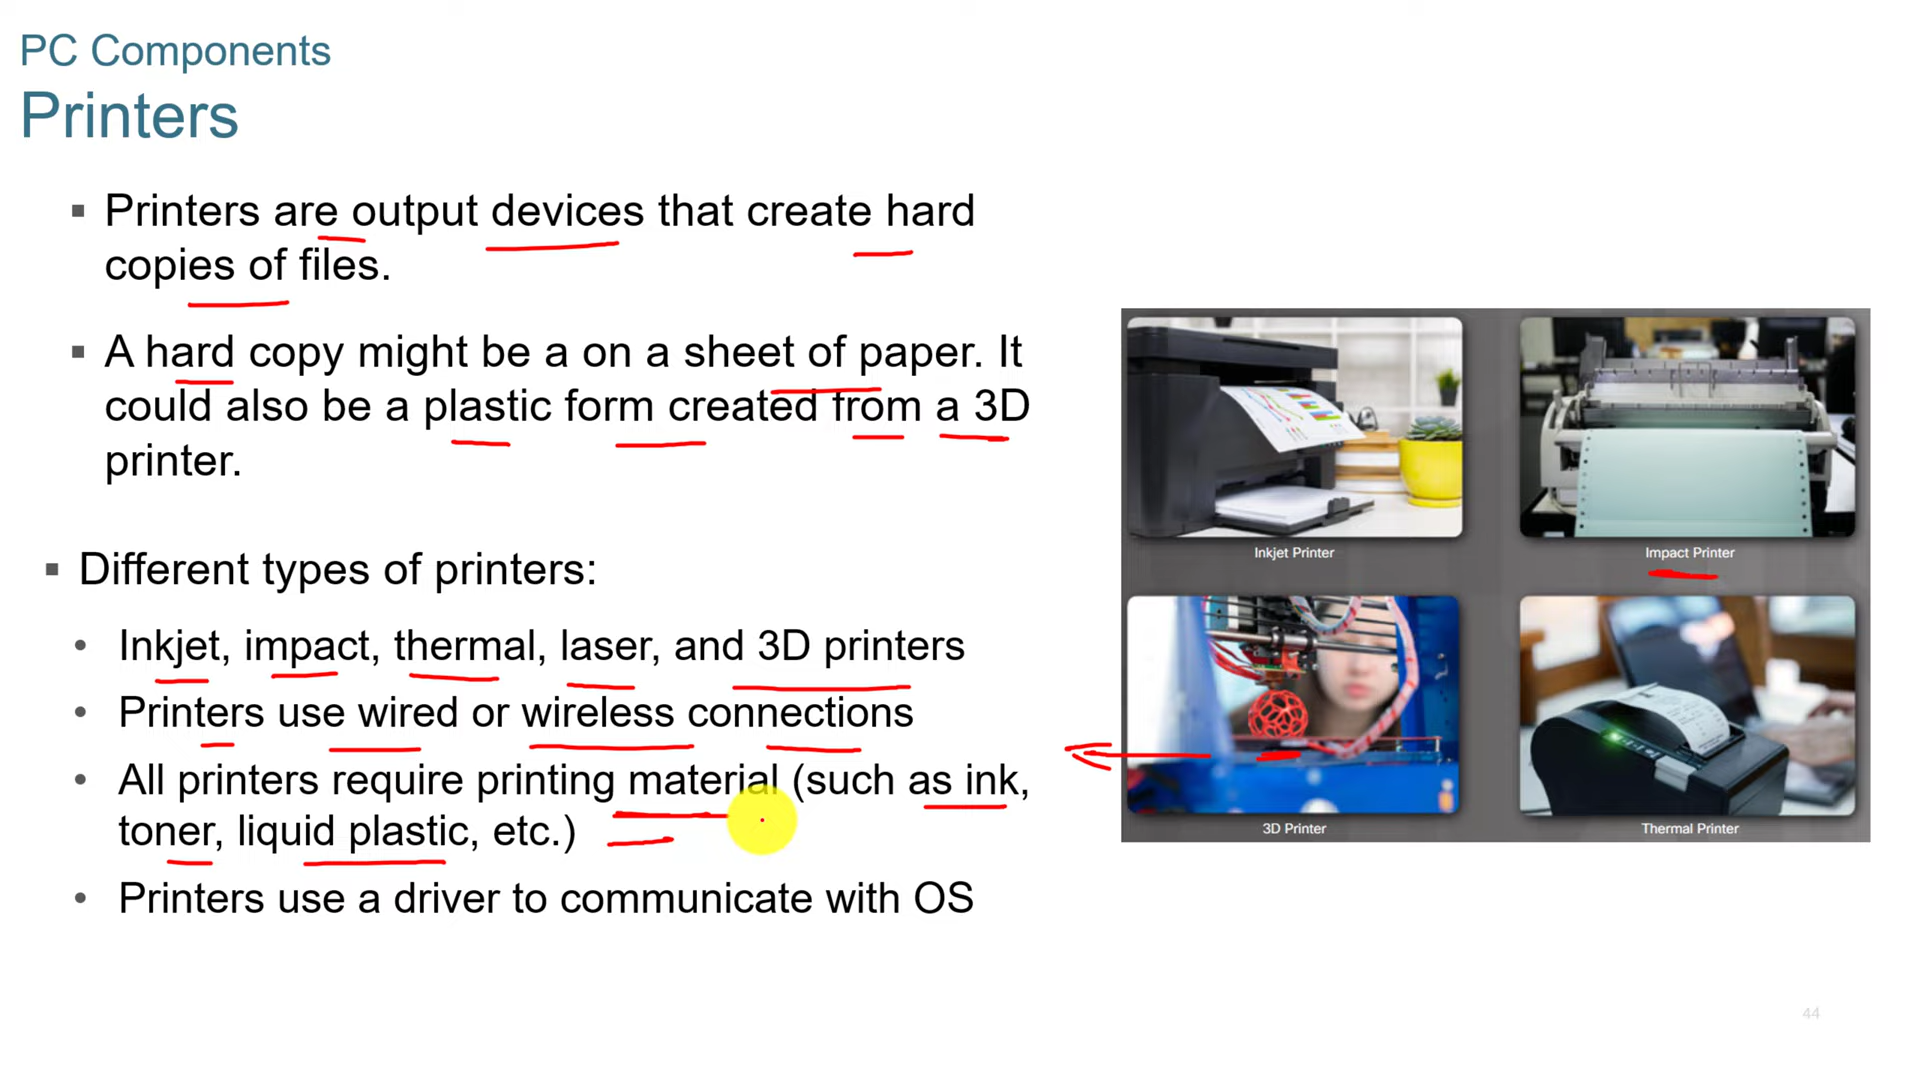 PC Components
Printers
▪ Printers are output devices that create hard
copies of files.
▪ A hard copy might be a on a sheet of paper. It
could also be a plastic form created from a 3D
printer.
▪ Different types of printers:
• Inkjet, impact, thermal, laser, and 3D printers
• Printers use wired or wireless connections
• All printers require printing material (such as ink,
toner, liquid plastic, etc.)
• Printers use a driver to communicate with OS
Inkjet Printer
Impact Printer
3D Printer
Thermal Printer
44